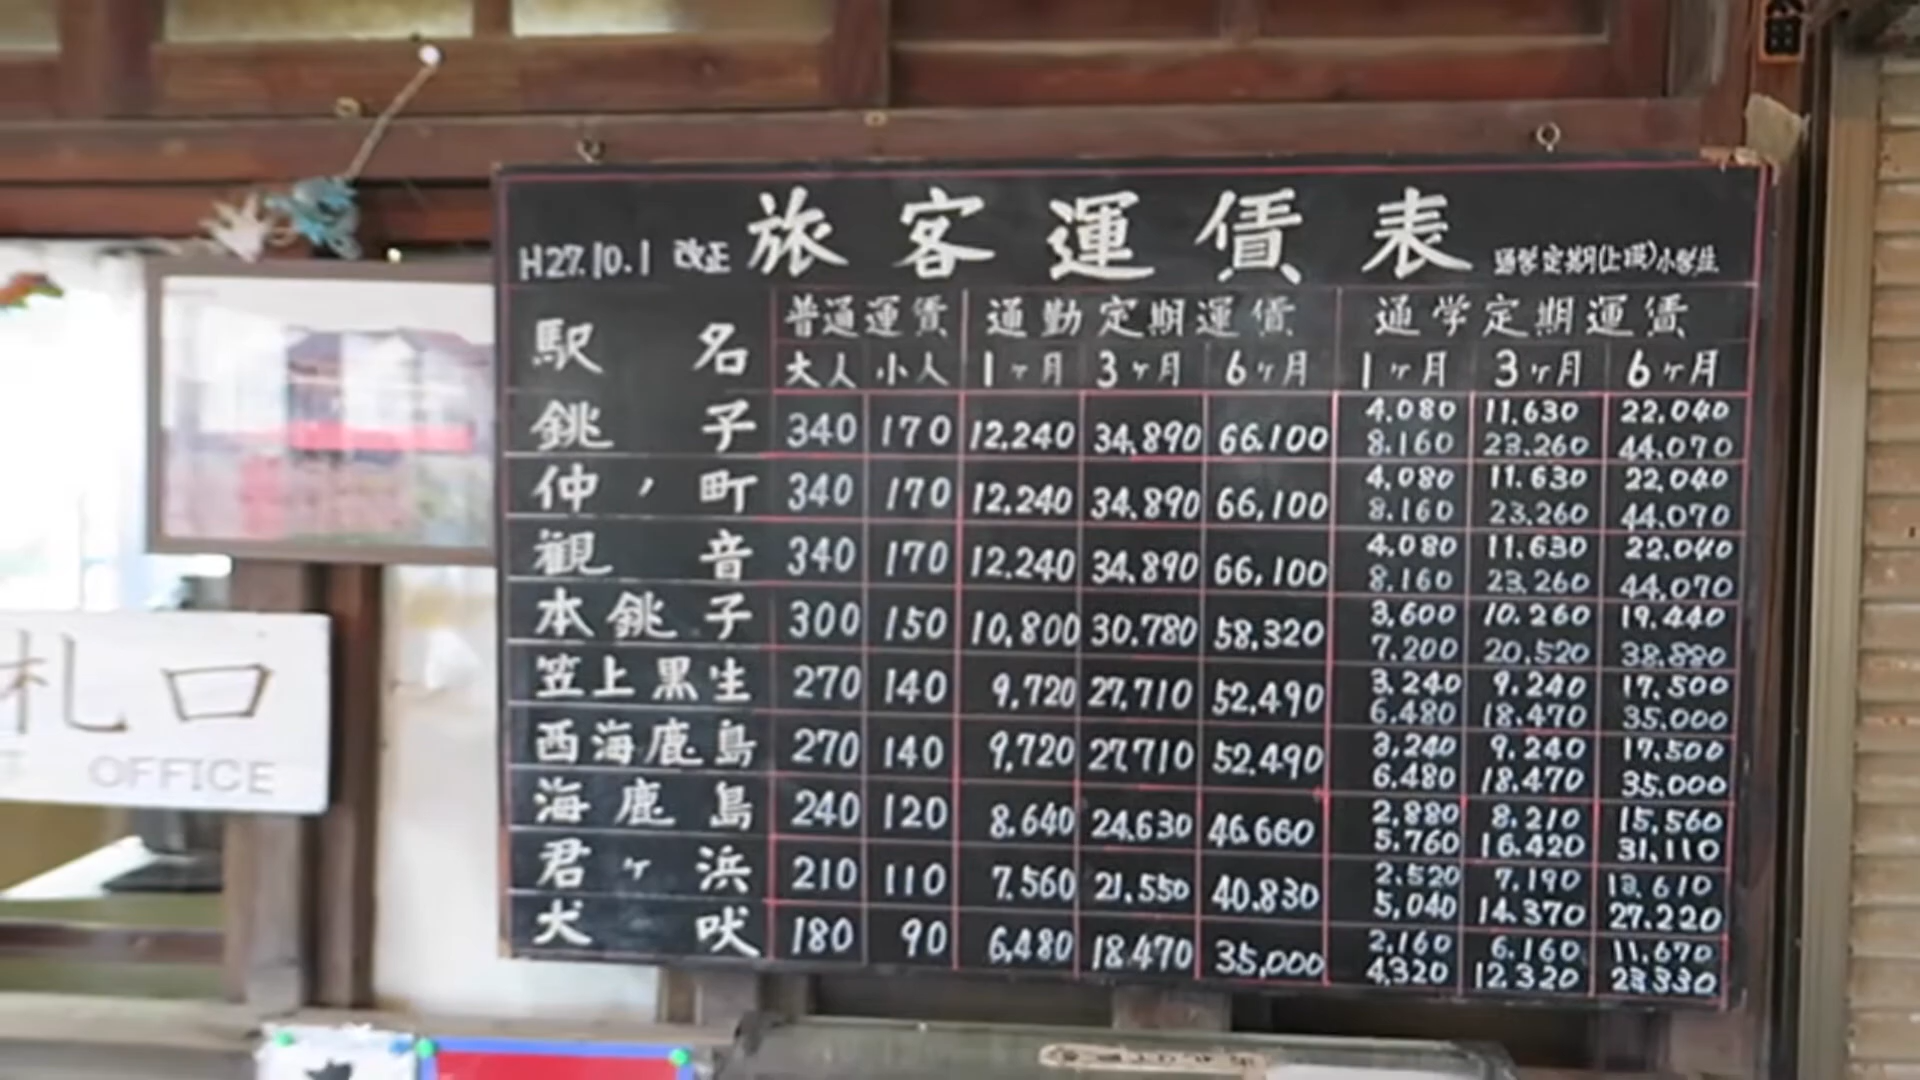 H27.10.1 改正 旅客運賃表 通学定期(上段)小学生
駅名 普通運賃 通勤定期運賃 通学定期運賃
大人 小人 1ヶ月 3ヶ月 6ヶ月 1ヶ月 3ヶ月 6ヶ月
銚子 340 170 12.240 34.890 66.100 4.080 11.630 22.040
8.160 23.260 44.070
仲ノ町 340 170 12.240 34.890 66,100 4,080 11.630 22,040
8.160 23.260 44.070
観音 340 170 12.240 34.890 66,100 4.080 11.630 22.040
8.160 23,260 44.070
本銚子 300 150 10,800 30.780 58,320 3,600 10.260 19.440
7.200 20,520 38,880
笠上黒生 270 140 9,720 27,710 52,490 3.240 9.240 17.500
6.480 18.470 35,000
西海鹿島 270 140 9,720 27,710 52.490 3,240 9.240 17.500
6.480 18.470 35.000
海鹿島 240 120 8.640 24,630 46.660 2,880 8.210 15.560
5.760 16.420 31,110
君ヶ浜 210 110 7.560 21.550 40.830 2.520 7.190 13.610
5,040 14.370 27.220
犬吠 180 90 6,480 18.470 35,000 2,160 6.160 11.670
4,320 12.320 23.330
札口
OFFICE